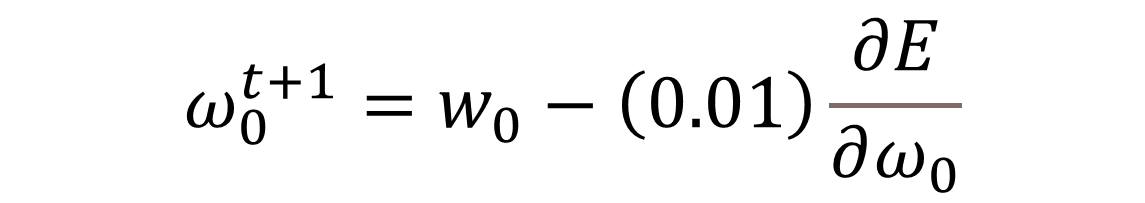 ω₀ᵗ⁺¹ = w₀ − (0.01) ∂E/∂ω₀